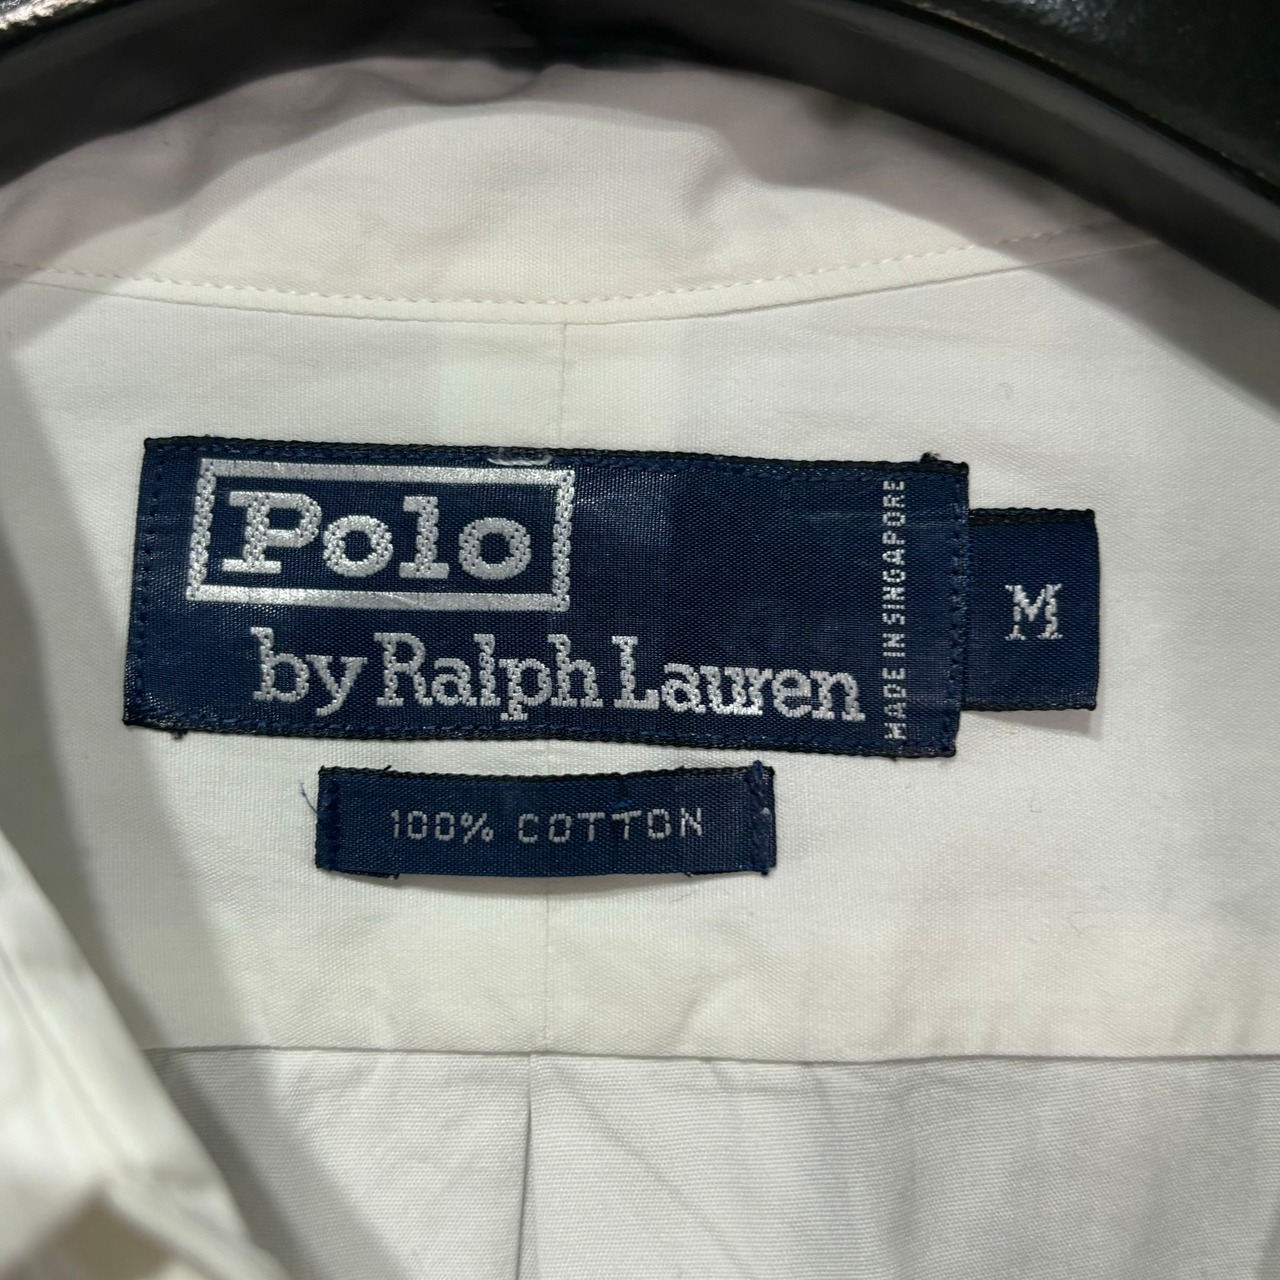 Polo
by Ralph Lauren
MADE IN SINGAPORE
M
100% COTTON